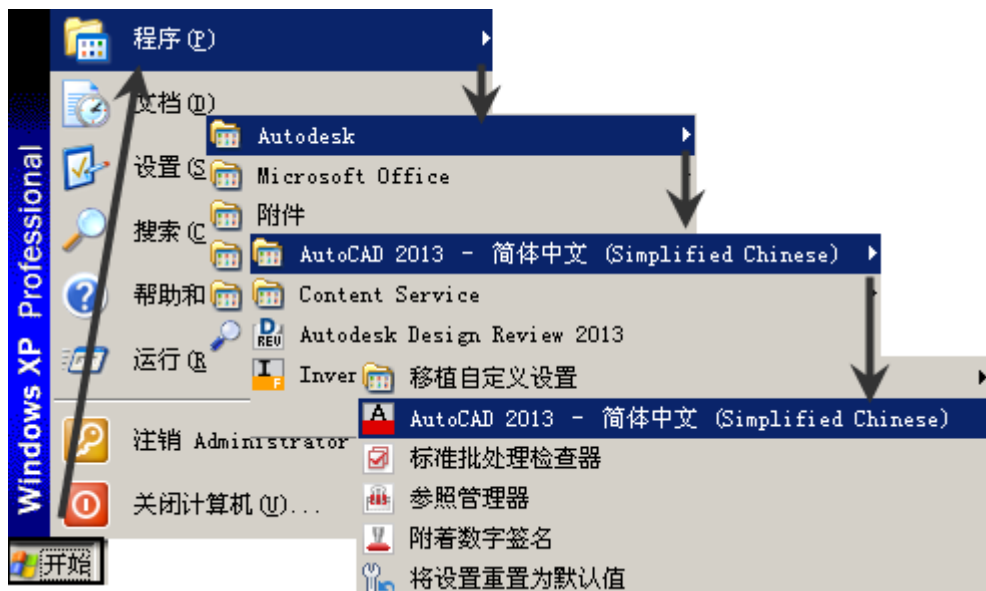 程序(P)
文档(D)
Autodesk
设置(S
Microsoft Office
附件
搜索(C
AutoCAD 2013 - 简体中文 (Simplified Chinese)
帮助和
Content Service
Autodesk Design Review 2013
运行(R
Inver
移植自定义设置
AutoCAD 2013 - 简体中文 (Simplified Chinese)
注销 Administrator
标准批处理检查器
参照管理器
关闭计算机(U)...
附着数字签名
将设置重置为默认值
开始
Windows XP Professional